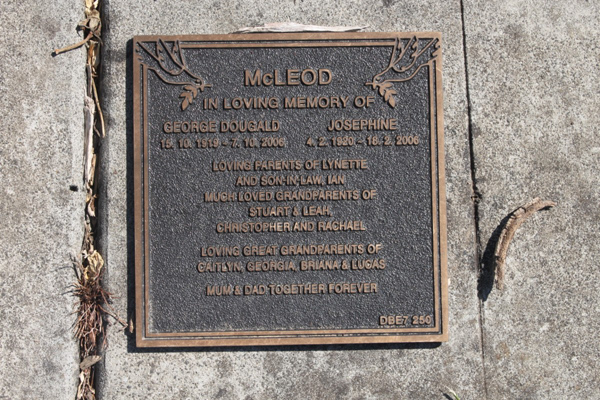 McLEOD
IN LOVING MEMORY OF
GEORGE DOUGALD JOSEPHINE
15. 10. 1919 - 7. 10. 2006 4. 2. 1920 - 18. 2. 2006
LOVING PARENTS OF LYNETTE
AND SON-IN-LAW, IAN
MUCH LOVED GRANDPARENTS OF
STUART & LEAH,
CHRISTOPHER AND RACHAEL
LOVING GREAT GRANDPARENTS OF
CAITLYN, GEORGIA, BRIANA & LUCAS
MUM & DAD TOGETHER FOREVER
DBE7 250